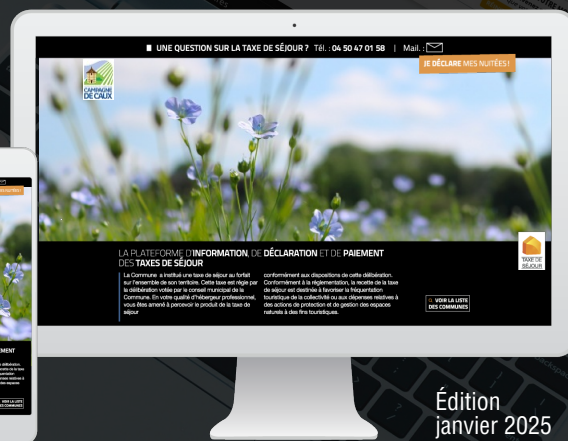 UNE QUESTION SUR LA TAXE DE SÉJOUR ? Tél. : 04 50 47 01 58 | Mail. :
JE DÉCLARE MES NUITÉES !
CAMPAGNE
DE CAUX
LA PLATEFORME D'INFORMATION, DE DÉCLARATION ET DE PAIEMENT
DES TAXES DE SÉJOUR
La Commune a institué une taxe de séjour au forfait
sur l'ensemble de son territoire. Cette taxe est régie par
la délibération votée par le conseil municipal de la
Commune. En votre qualité d'hébergeur professionnel,
vous êtes amené à percevoir le produit de la taxe de
séjour
conformément aux dispositions de cette délibération.
Conformément à la réglementation, la recette de la taxe
de séjour est destinée à favoriser la fréquentation
touristique de la collectivité ou aux dépenses relatives à
des actions de protection et de gestion des espaces
naturels à des fins touristiques.
TAXE DE
SÉJOUR
VOIR LA LISTE
DES COMMUNES
VOIR LA LISTE
DES COMMUNES
Édition
janvier 2025